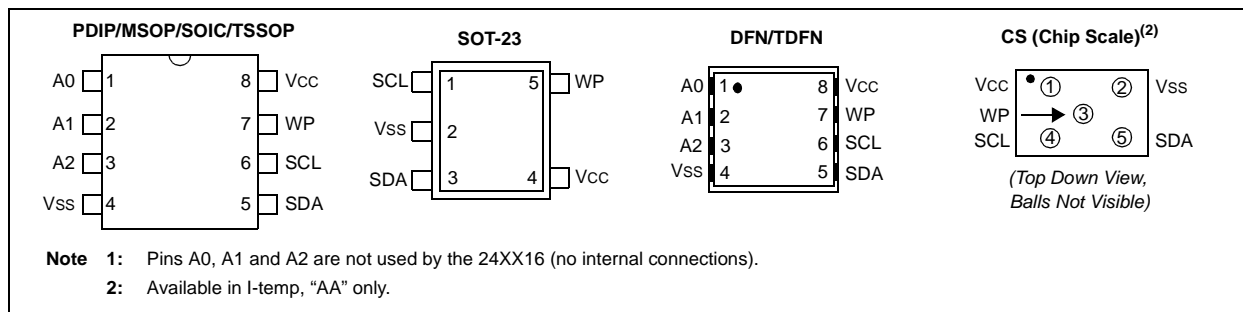 PDIP/MSOP/SOIC/TSSOP
A0 1 8 VCC
A1 2 7 WP
A2 3 6 SCL
VSS 4 5 SDA
SOT-23
SCL 1 5 WP
VSS 2
SDA 3 4 VCC
DFN/TDFN
A0 1 8 VCC
A1 2 7 WP
A2 3 6 SCL
VSS 4 5 SDA
CS (Chip Scale)(2)
VCC 1 2 VSS
WP 3
SCL 4 5 SDA
(Top Down View,
Balls Not Visible)
Note 1: Pins A0, A1 and A2 are not used by the 24XX16 (no internal connections).
2: Available in I-temp, “AA” only.